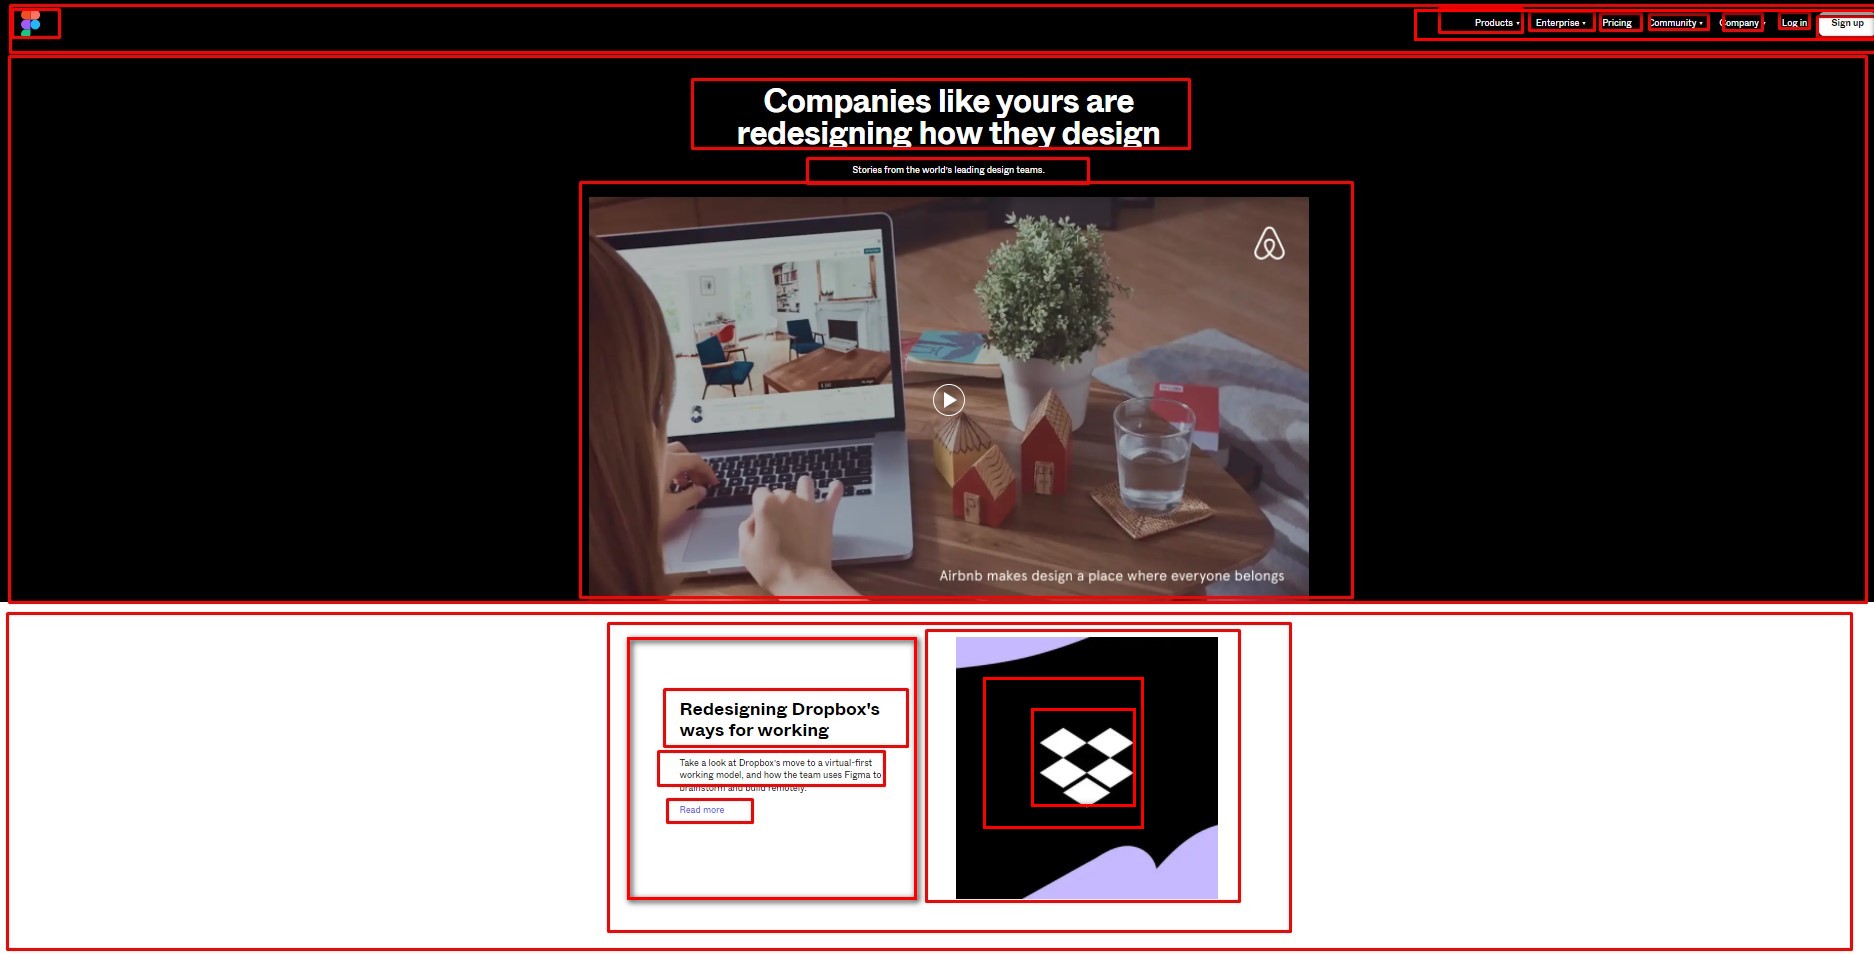 Products
Enterprise
Pricing
Community
Company
Log in
Sign up
Companies like yours are
redesigning how they design
Stories from the world's leading design teams.
Airbnb makes design a place where everyone belongs
Redesigning Dropbox's
ways for working
Take a look at Dropbox's move to a virtual-first
working model, and how the team uses Figma to
brainstorm and build remotely.
Read more